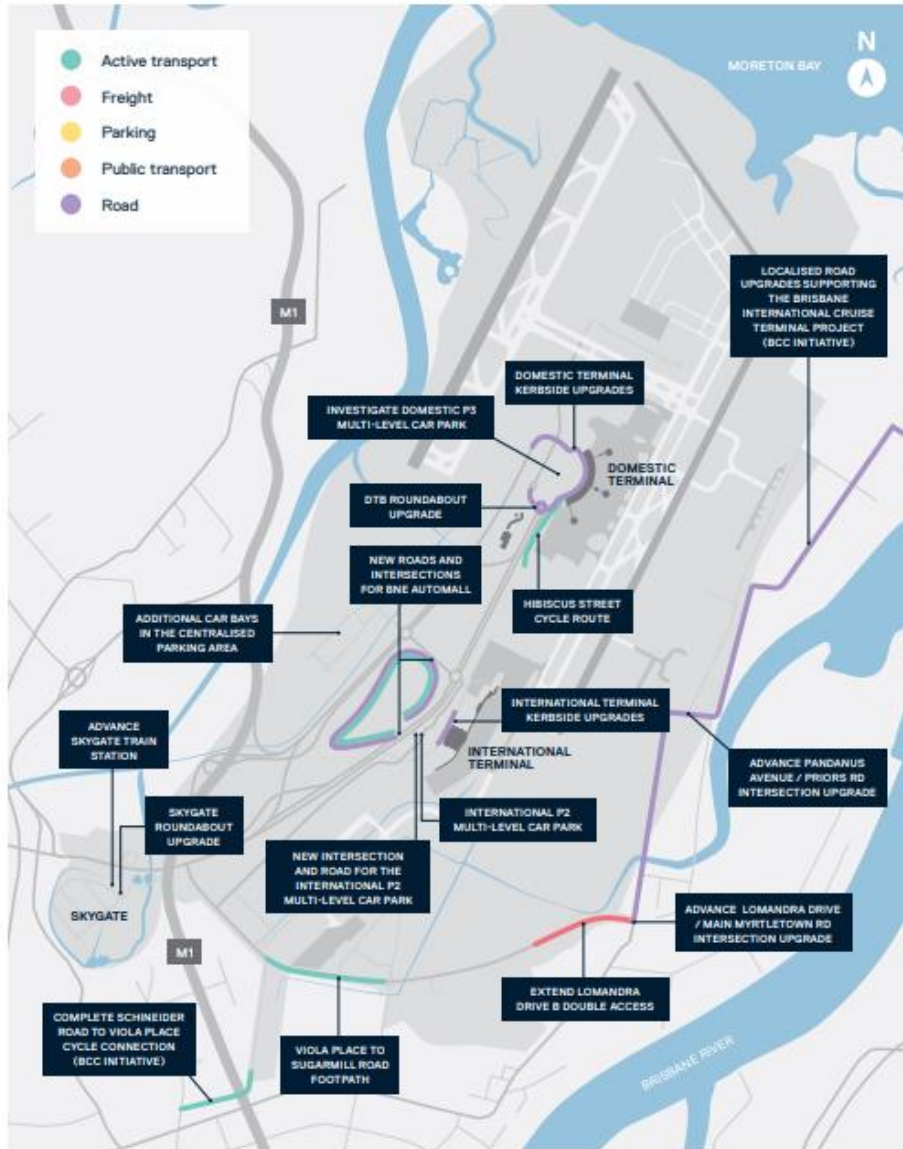 Active transport
Freight
Parking
Public transport
Road
MORETON BAY
N
M1
LOCALISED ROAD
UPGRADES SUPPORTING
THE BRISBANE
INTERNATIONAL CRUISE
TERMINAL PROJECT
(BCC INITIATIVE)
DOMESTIC TERMINAL
KERBSIDE UPGRADES
INVESTIGATE DOMESTIC P3
MULTI-LEVEL CAR PARK
DOMESTIC
TERMINAL
DTB ROUNDABOUT
UPGRADE
NEW ROADS AND
INTERSECTIONS
FOR BNE AUTOMALL
HIBISCUS STREET
CYCLE ROUTE
ADDITIONAL CAR BAYS
IN THE CENTRALISED
PARKING AREA
INTERNATIONAL TERMINAL
KERBSIDE UPGRADES
ADVANCE
SKYGATE TRAIN
STATION
INTERNATIONAL
TERMINAL
ADVANCE PANDANUS
AVENUE / PRIORS RD
INTERSECTION UPGRADE
SKYGATE
ROUNDABOUT
UPGRADE
INTERNATIONAL P2
MULTI-LEVEL CAR PARK
NEW INTERSECTION
AND ROAD FOR THE
INTERNATIONAL P2
MULTI-LEVEL CAR PARK
SKYGATE
ADVANCE LOMANDRA DRIVE
/ MAIN MYRTLETOWN RD
INTERSECTION UPGRADE
M1
EXTEND LOMANDRA
DRIVE B DOUBLE ACCESS
COMPLETE SCHINEIDER
ROAD TO VIOLA PLACE
CYCLE CONNECTION
(BCC INITIATIVE)
VIOLA PLACE TO
SUGARMILL ROAD
FOOTPATH
BRISBANE RIVER